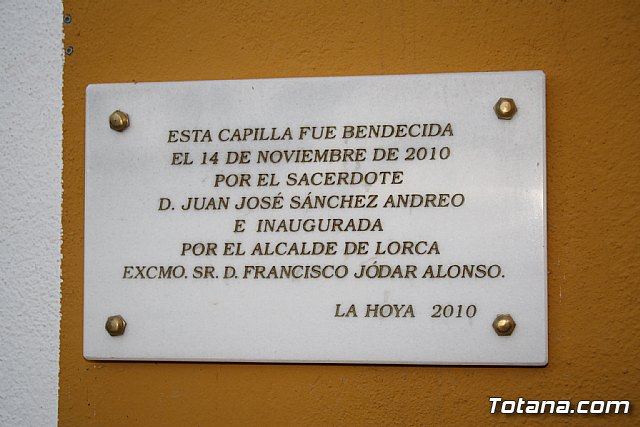 ESTA CAPILLA FUE BENDECIDA
EL 14 DE NOVIEMBRE DE 2010
POR EL SACERDOTE
D. JUAN JOSÉ SÁNCHEZ ANDREO
E INAUGURADA
POR EL ALCALDE DE LORCA
EXCMO. SR. D. FRANCISCO JÓDAR ALONSO.
LA HOYA 2010
Totana.com